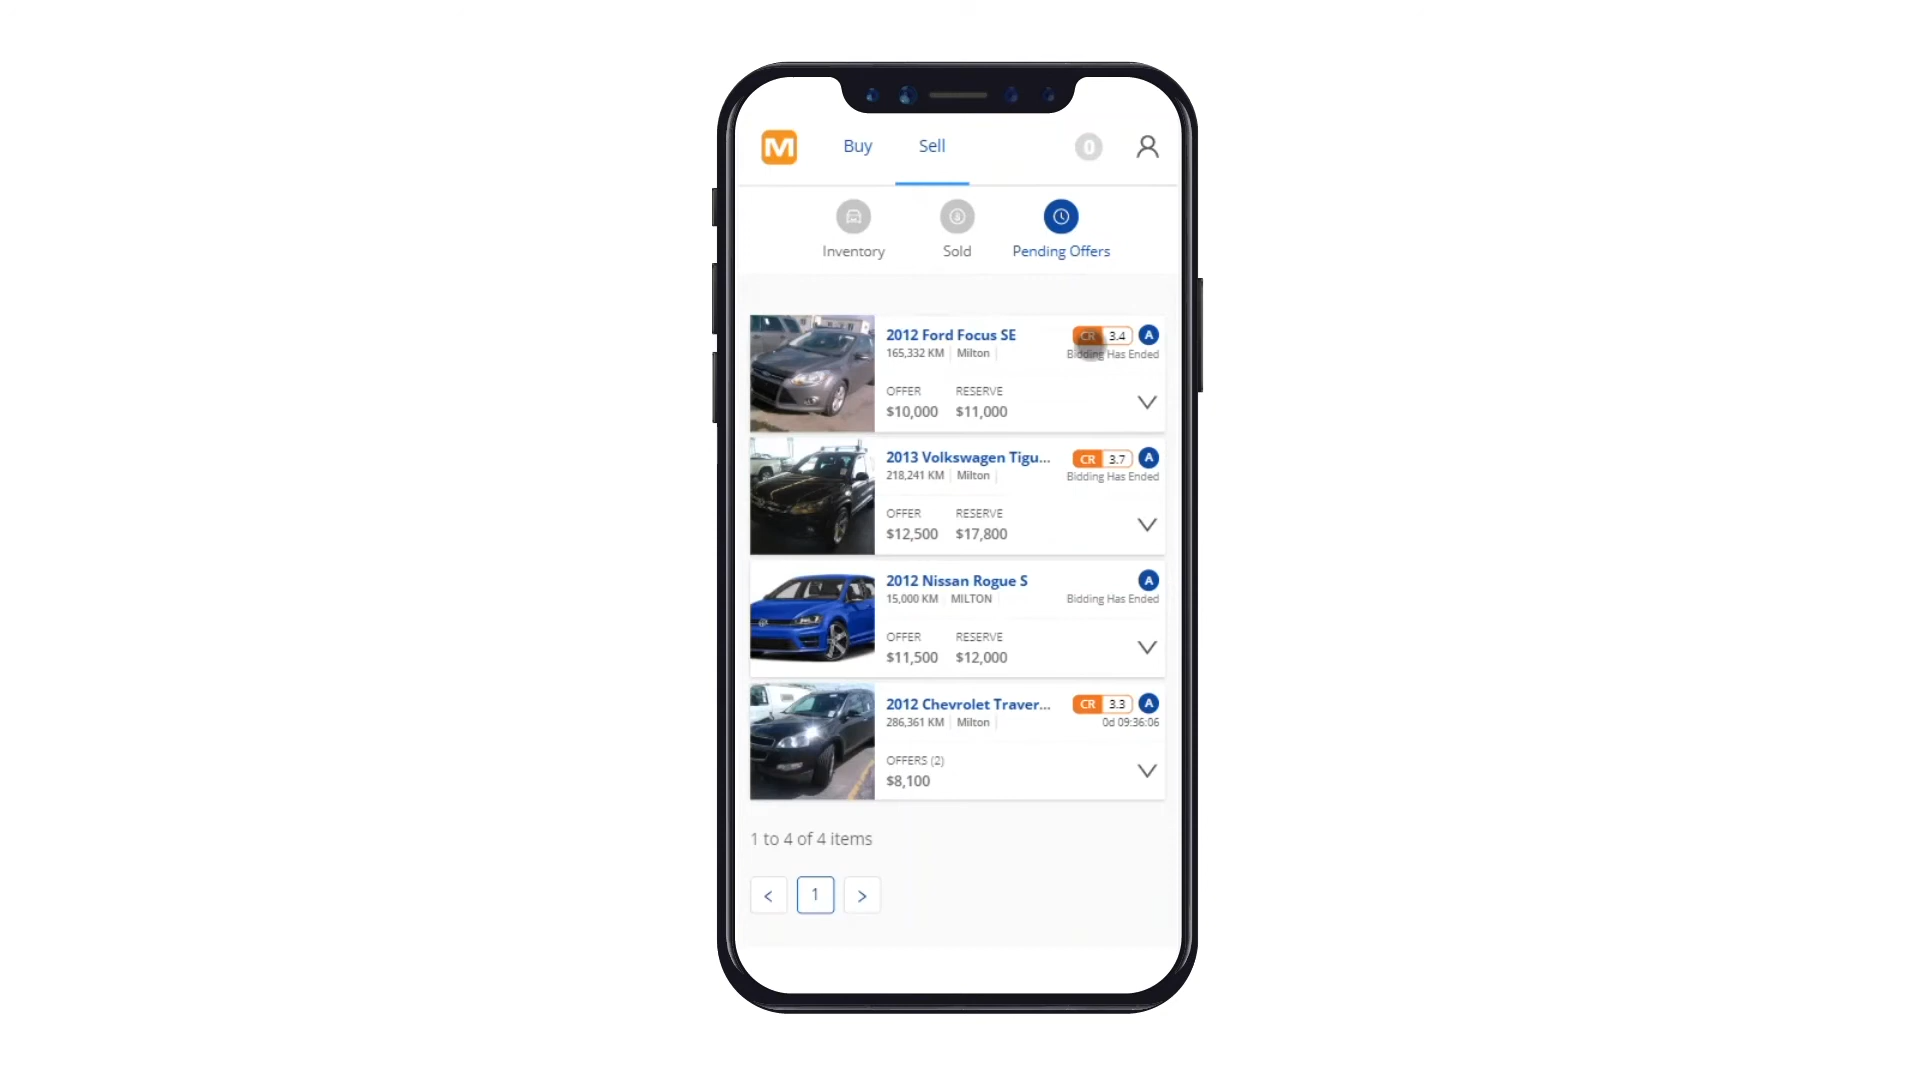 M Buy Sell 0
Inventory Sold Pending Offers
2012 Ford Focus SE CR 3.4 A
165,332 KM Milton Bidding Has Ended
OFFER RESERVE
$10,000 $11,000
2013 Volkswagen Tigu... CR 3.7 A
218,241 KM Milton Bidding Has Ended
OFFER RESERVE
$12,500 $17,800
2012 Nissan Rogue S A
15,000 KM MILTON Bidding Has Ended
OFFER RESERVE
$11,500 $12,000
2012 Chevrolet Traver... CR 3.3 A
286,361 KM Milton 0d 09:36:06
OFFERS (2)
$8,100
1 to 4 of 4 items
< 1 >